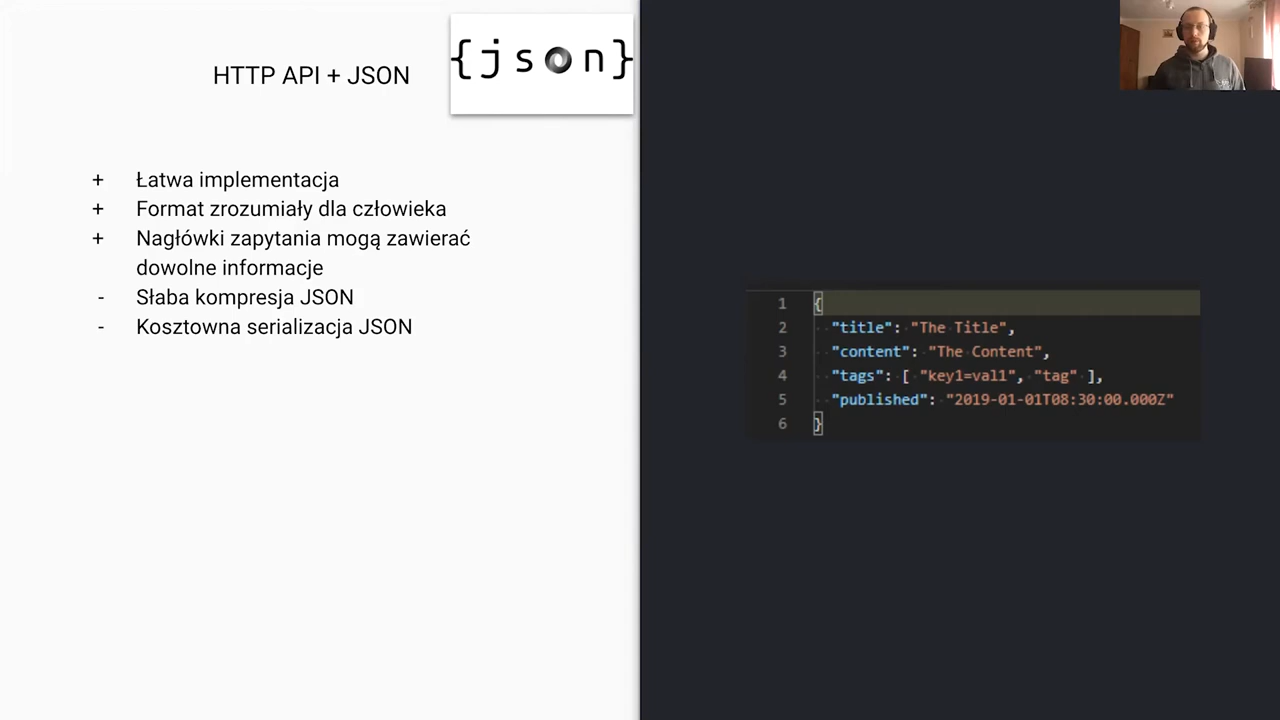 HTTP API + JSON
{json}
+ Łatwa implementacja
+ Format zrozumiały dla człowieka
+ Nagłówki zapytania mogą zawierać
dowolne informacje
- Słaba kompresja JSON
- Kosztowna serializacja JSON
1 {
2 "title": "The Title",
3 "content": "The Content",
4 "tags": [ "key1=val1", "tag" ],
5 "published": "2019-01-01T08:30:00.000Z"
6 }